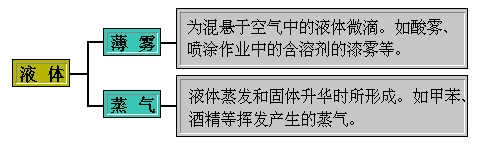 液体
薄雾
为混悬于空气中的液体微滴。如酸雾、
喷涂作业中的含溶剂的漆雾等。
蒸气
液体蒸发和固体升华时所形成。如甲苯、
酒精等挥发产生的蒸气。